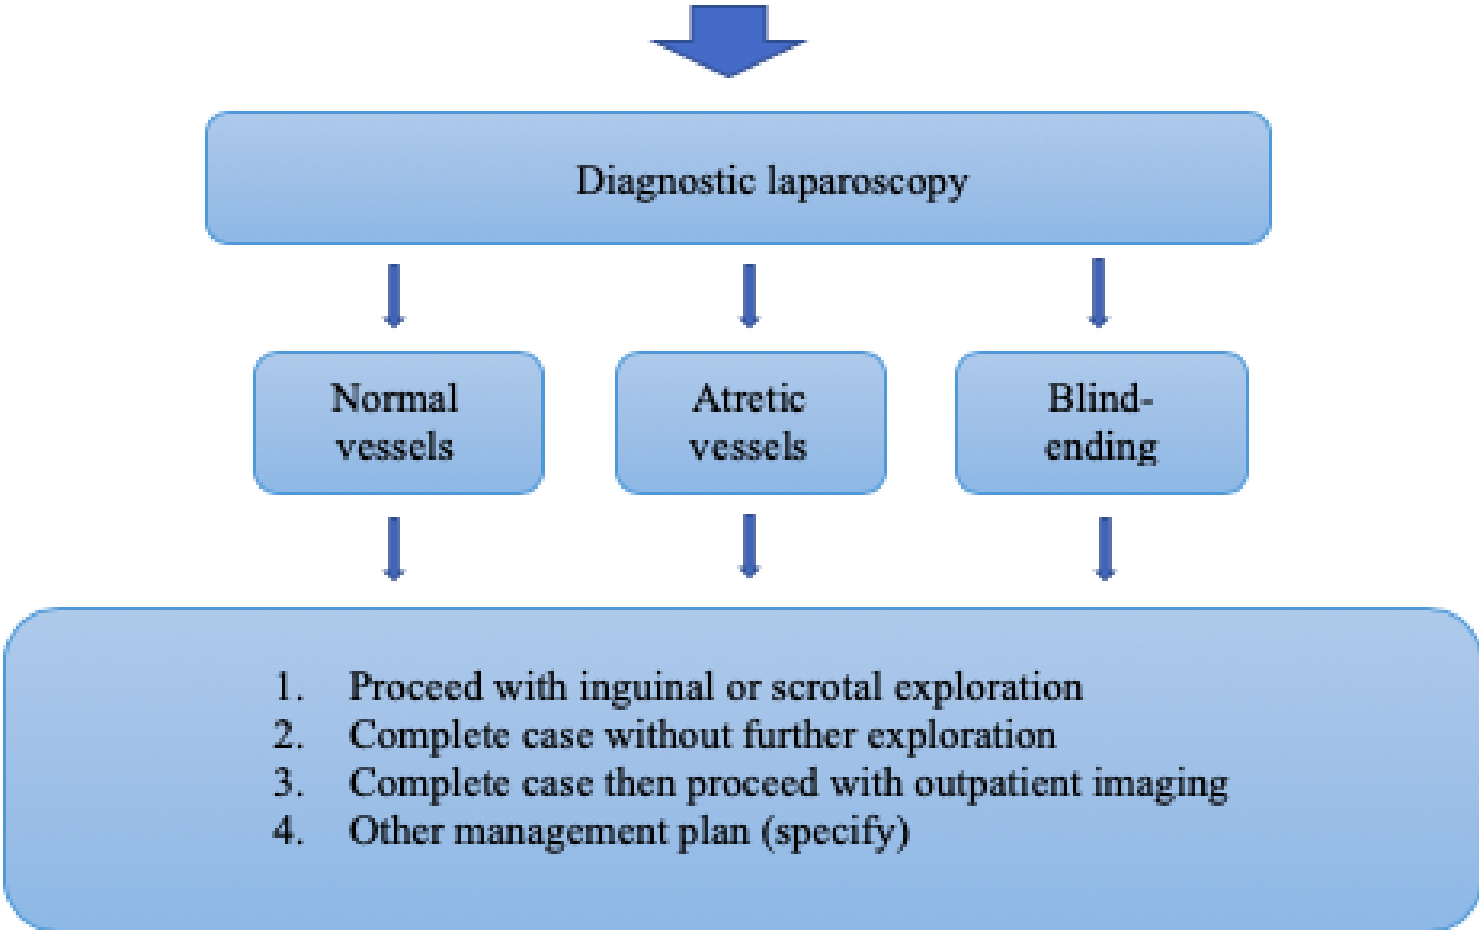 Diagnostic laparoscopy
Normal
vessels
Atretic
vessels
Blind-
ending
1. Proceed with inguinal or scrotal exploration
2. Complete case without further exploration
3. Complete case then proceed with outpatient imaging
4. Other management plan (specify)